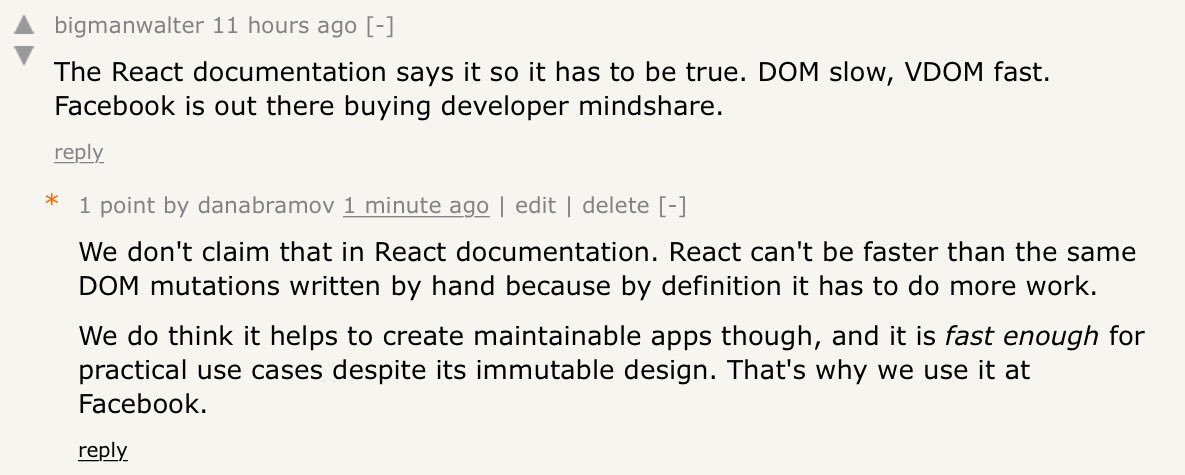 bigmanwalter 11 hours ago [-]
The React documentation says it so it has to be true. DOM slow, VDOM fast.
Facebook is out there buying developer mindshare.
reply
* 1 point by danabramov 1 minute ago | edit | delete [-]
We don't claim that in React documentation. React can't be faster than the same
DOM mutations written by hand because by definition it has to do more work.
We do think it helps to create maintainable apps though, and it is fast enough for
practical use cases despite its immutable design. That's why we use it at
Facebook.
reply